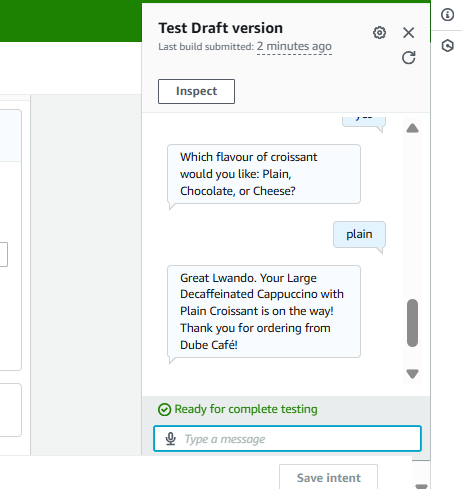 Test Draft version
Last build submitted: 2 minutes ago
Inspect
yes
Which flavour of croissant
would you like: Plain,
Chocolate, or Cheese?
plain
Great Lwando. Your Large
Decaffeinated Cappuccino with
Plain Croissant is on the way!
Thank you for ordering from
Dube Café!
Ready for complete testing
Type a message
Save intent